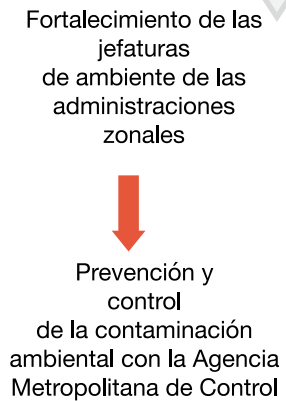 Fortalecimiento de las
jefaturas
de ambiente de las
administraciones
zonales
Prevención y
control
de la contaminación
ambiental con la Agencia
Metropolitana de Control